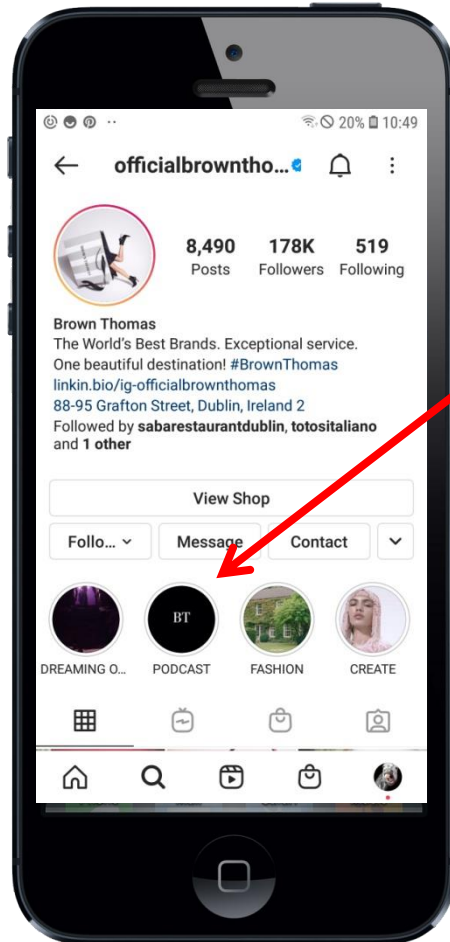 20% 10:49
officialbrowntho...
8,490 178K 519
Posts Followers Following
Brown Thomas
The World's Best Brands. Exceptional service.
One beautiful destination! #BrownThomas
linkin.bio/ig-officialbrownthomas
88-95 Grafton Street, Dublin, Ireland 2
Followed by sabarestaurantdublin, totositaliano
and 1 other
View Shop
Follo... Message Contact
BT
DREAMING O... PODCAST FASHION CREATE